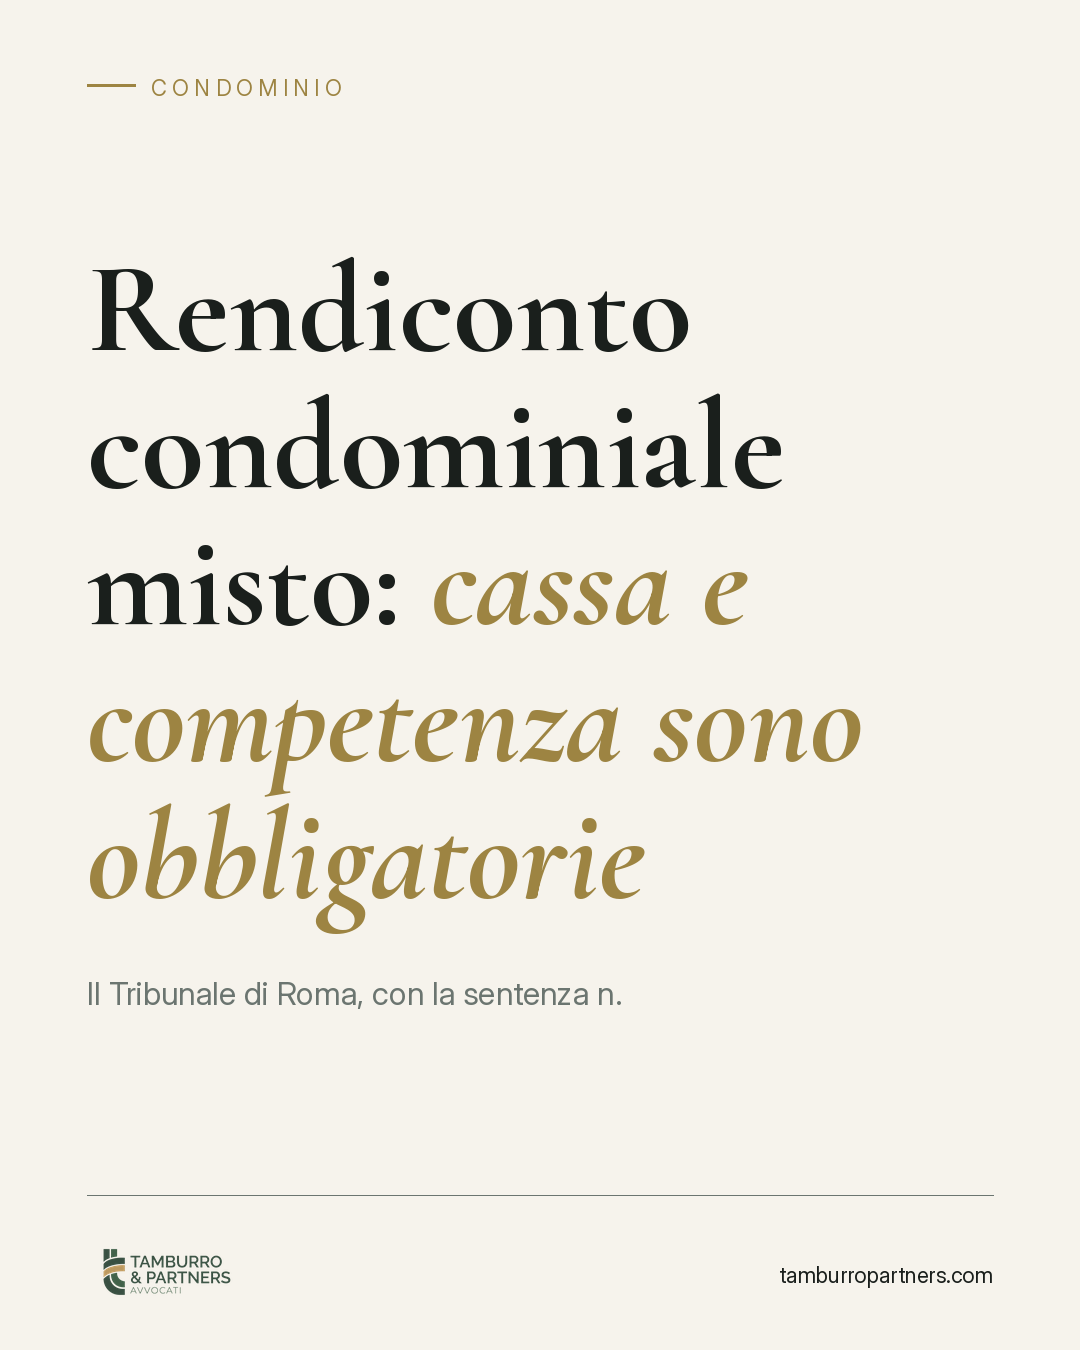 CONDOMINIO
Rendiconto
condominiale
misto: cassa e
competenza sono
obbligatorie
Il Tribunale di Roma, con la sentenza n.
TAMBURRO
& PARTNERS
AVVOCATI
tamburropartners.com